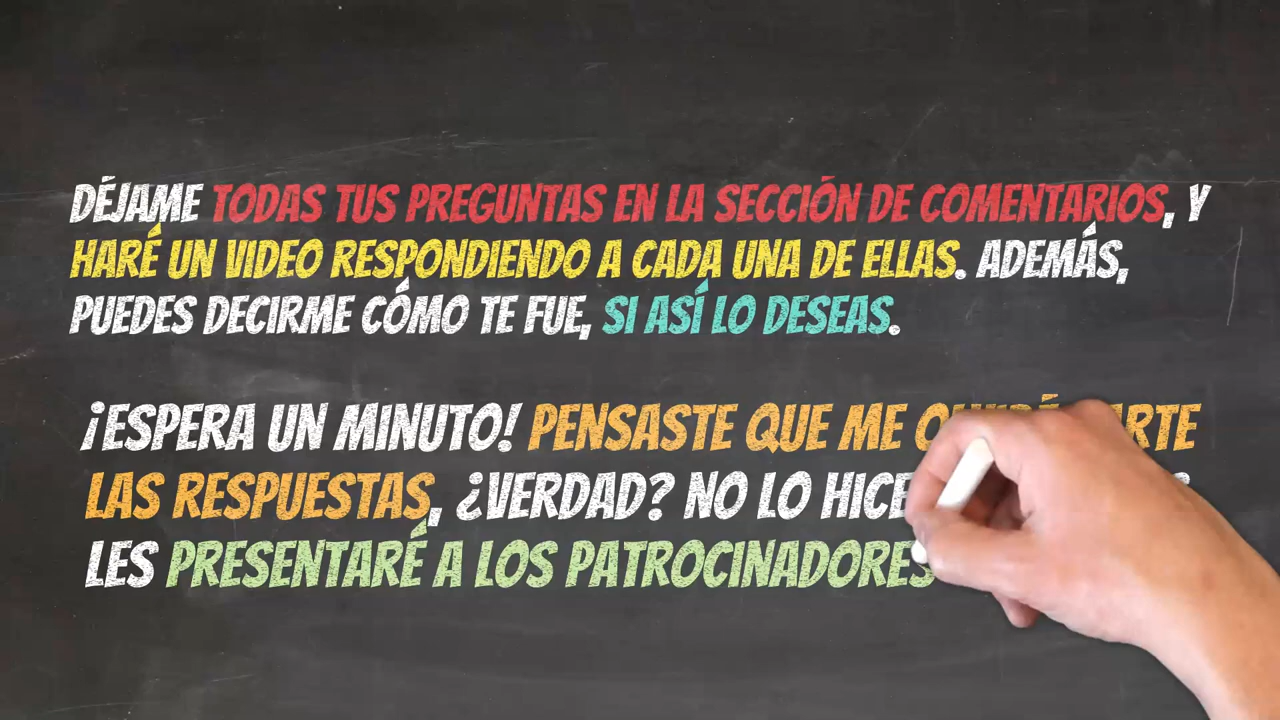 DÉJAME TODAS TUS PREGUNTAS EN LA SECCIÓN DE COMENTARIOS, Y
HARÉ UN VIDEO RESPONDIENDO A CADA UNA DE ELLAS. ADEMÁS,
PUEDES DECIRME CÓMO TE FUE, SI ASÍ LO DESEAS.
¡ESPERA UN MINUTO! PENSASTE QUE ME
LAS RESPUESTAS, ¿VERDAD? NO LO HICE
LES PRESENTARÉ A LOS PATROCINADORES